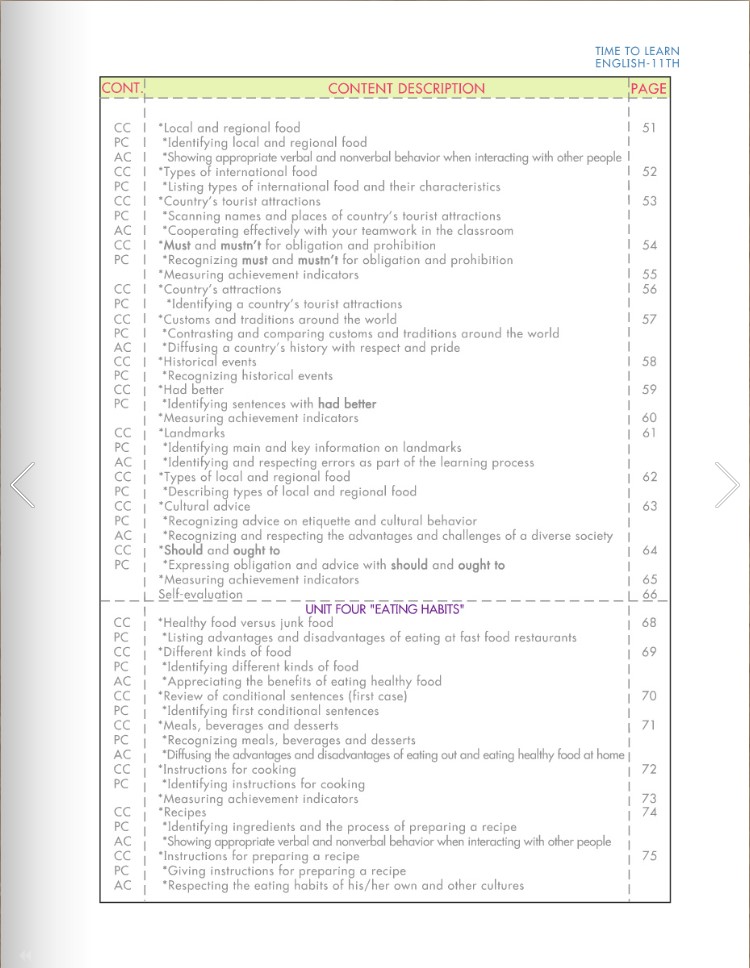 TIME TO LEARN
ENGLISH-11TH
CONT. CONTENT DESCRIPTION PAGE
CC *Local and regional food 51
PC *Identifying local and regional food
AC *Showing appropriate verbal and nonverbal behavior when interacting with other people
CC *Types of international food 52
PC *Listing types of international food and their characteristics
CC *Country's tourist attractions 53
PC *Scanning names and places of country's tourist attractions
AC *Cooperating effectively with your teamwork in the classroom
CC *Must and mustn't for obligation and prohibition 54
PC *Recognizing must and mustn't for obligation and prohibition
*Measuring achievement indicators 55
CC *Country's attractions 56
PC *Identifying a country's tourist attractions
CC *Customs and traditions around the world 57
PC *Contrasting and comparing customs and traditions around the world
AC *Diffusing a country's history with respect and pride
CC *Historical events 58
PC *Recognizing historical events
CC *Had better 59
PC *Identifying sentences with had better
*Measuring achievement indicators 60
CC *Landmarks 61
PC *Identifying main and key information on landmarks
AC *Identifying and respecting errors as part of the learning process
CC *Types of local and regional food 62
PC *Describing types of local and regional food
CC *Cultural advice 63
PC *Recognizing advice on etiquette and cultural behavior
AC *Recognizing and respecting the advantages and challenges of a diverse society
CC *Should and ought to 64
PC *Expressing obligation and advice with should and ought to
*Measuring achievement indicators 65
Self-evaluation 66
UNIT FOUR "EATING HABITS"
CC *Healthy food versus junk food 68
PC *Listing advantages and disadvantages of eating at fast food restaurants
CC *Different kinds of food 69
PC *Identifying different kinds of food
AC *Appreciating the benefits of eating healthy food
CC *Review of conditional sentences (first case) 70
PC *Identifying first conditional sentences
CC *Meals, beverages and desserts 71
PC *Recognizing meals, beverages and desserts
AC *Diffusing the advantages and disadvantages of eating out and eating healthy food at home
CC *Instructions for cooking 72
PC *Identifying instructions for cooking
*Measuring achievement indicators 73
CC *Recipes 74
PC *Identifying ingredients and the process of preparing a recipe
AC *Showing appropriate verbal and nonverbal behavior when interacting with other people
CC *Instructions for preparing a recipe 75
PC *Giving instructions for preparing a recipe
AC *Respecting the eating habits of his/her own and other cultures